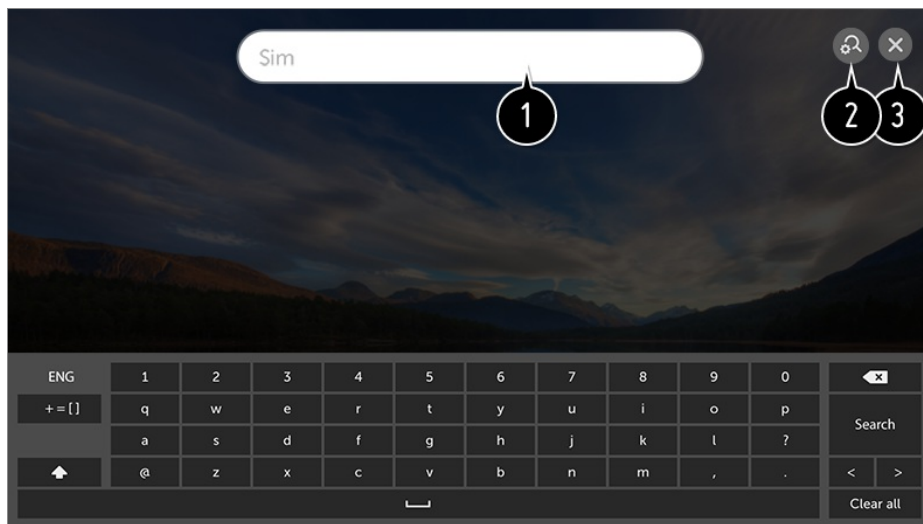 Sim
1
2 3
ENG 1 2 3 4 5 6 7 8 9 0
+=[] q w e r t y u i o p
Search
a s d f g h j k l ?
@ z x c v b n m , . < >
Clear all